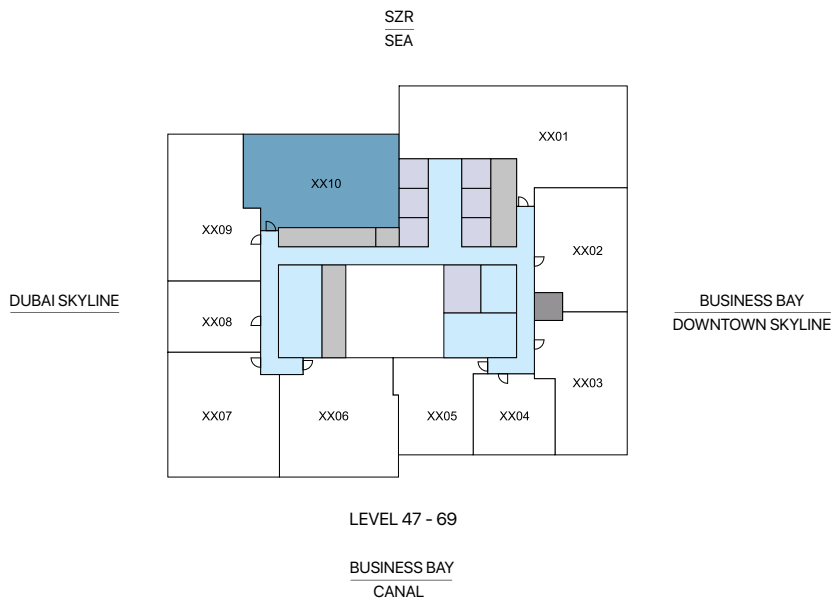 SZR
SEA
XX01
XX10
XX09
XX02
DUBAI SKYLINE
BUSINESS BAY
DOWNTOWN SKYLINE
XX08
XX03
XX07
XX06
XX05
XX04
LEVEL 47 - 69
BUSINESS BAY
CANAL